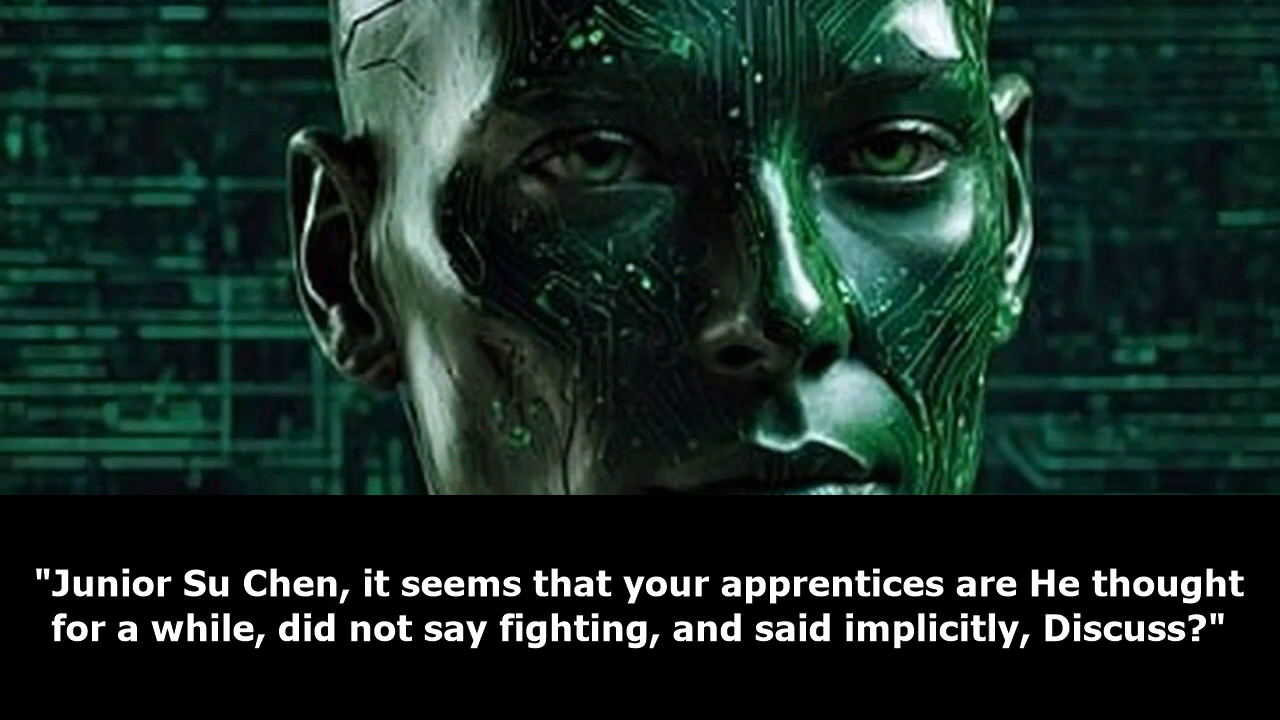 "Junior Su Chen, it seems that your apprentices are He thought
for a while, did not say fighting, and said implicitly, Discuss?"